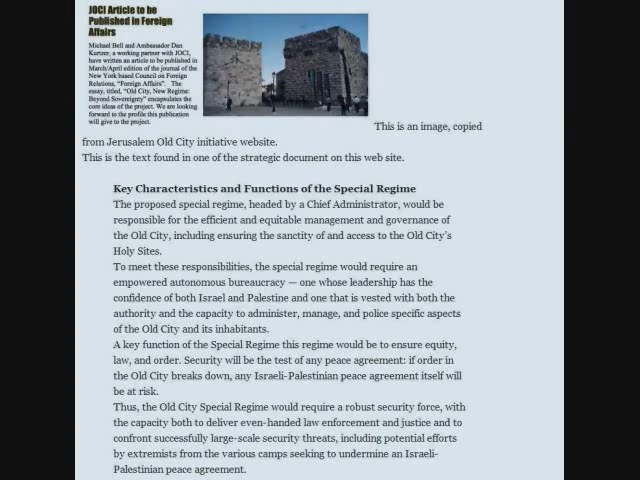 JOCI Article to be
Published in Foreign
Affairs
Michael Bell and Ambassador Dan
Kurtzer, a working partner with JOCI,
have written an article to be published in
March/April edition of the journal of the
New York based Council on Foreign
Relations, "Foreign Affairs". The
essay, titled, "Old City, New Regime:
Beyond Sovereignty" encapsulates the
core ideas of the project. We are looking
forward to the profile this publication
will give to the project.
This is an image, copied
from Jerusalem Old City initiative website.
This is the text found in one of the strategic document on this web site.
Key Characteristics and Functions of the Special Regime
The proposed special regime, headed by a Chief Administrator, would be
responsible for the efficient and equitable management and governance of
the Old City, including ensuring the sanctity of and access to the Old City's
Holy Sites.
To meet these responsibilities, the special regime would require an
empowered autonomous bureaucracy — one whose leadership has the
confidence of both Israel and Palestine and one that is vested with both the
authority and the capacity to administer, manage, and police specific aspects
of the Old City and its inhabitants.
A key function of the Special Regime this regime would be to ensure equity,
law, and order. Security will be the test of any peace agreement: if order in
the Old City breaks down, any Israeli-Palestinian peace agreement itself will
be at risk.
Thus, the Old City Special Regime would require a robust security force, with
the capacity both to deliver even-handed law enforcement and justice and to
confront successfully large-scale security threats, including potential efforts
by extremists from the various camps seeking to undermine an Israeli-
Palestinian peace agreement.